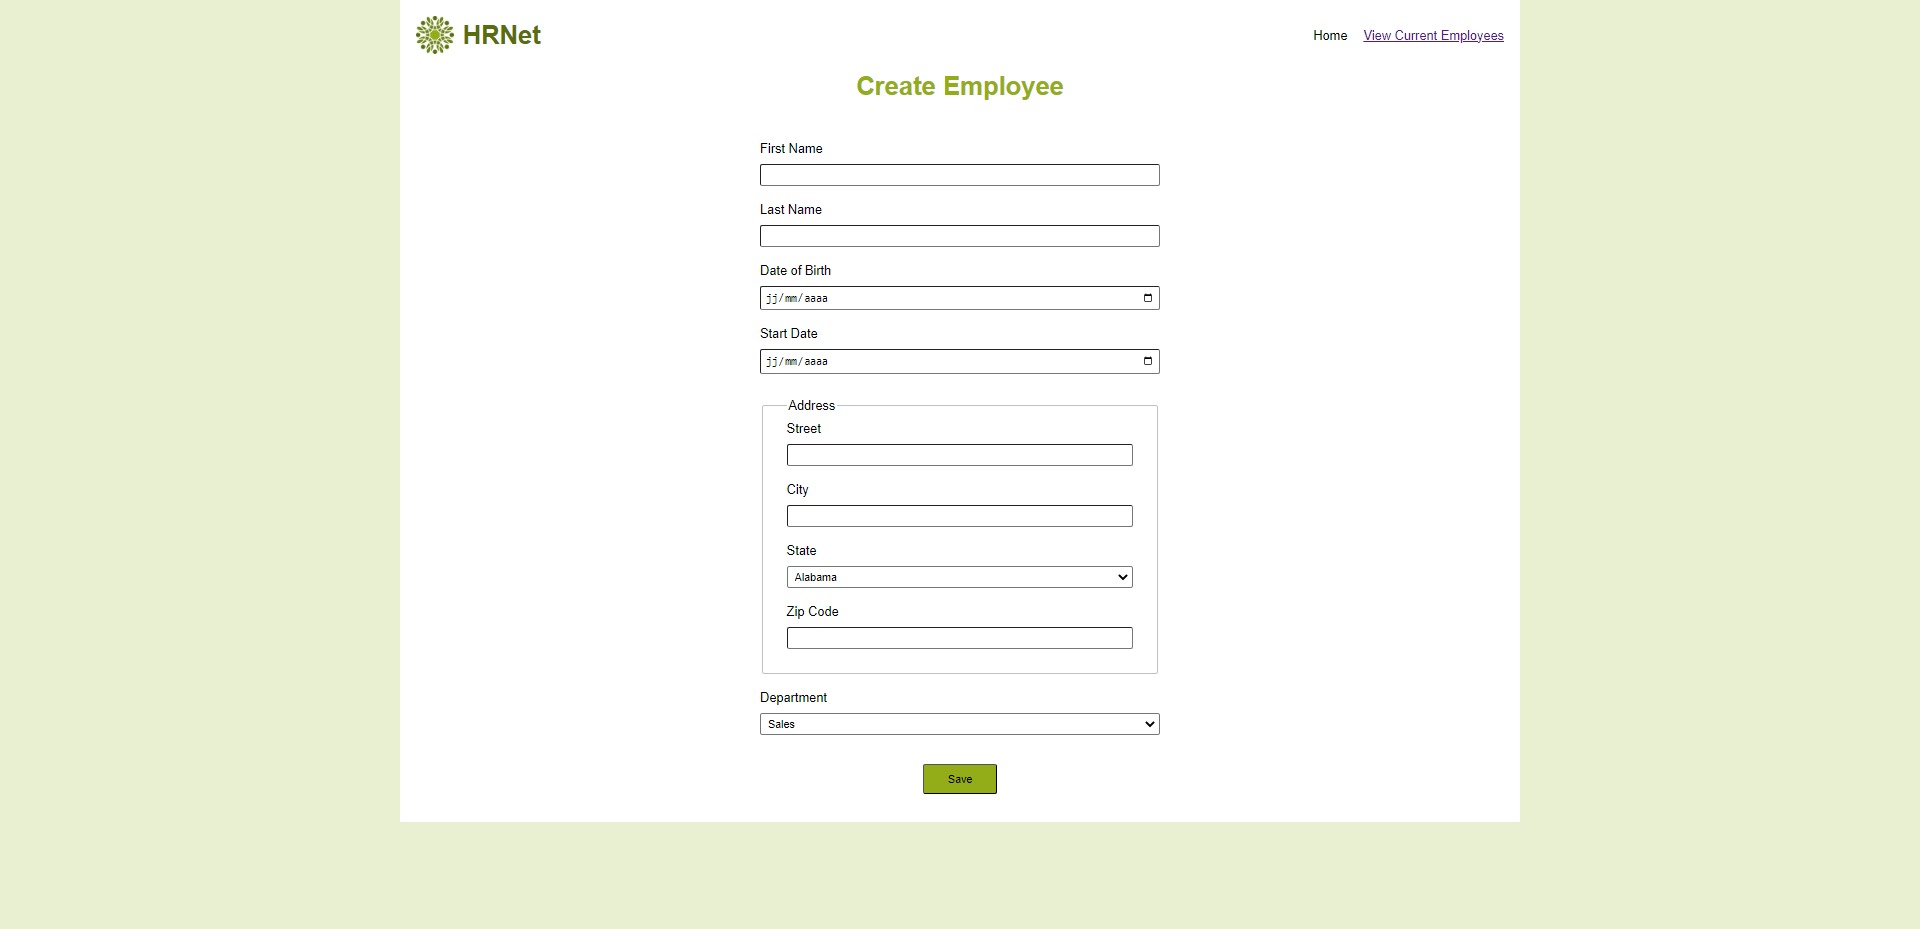 HRNet
Home View Current Employees
Create Employee
First Name
Last Name
Date of Birth
jj/mm/aaaa
Start Date
jj/mm/aaaa
Address
Street
City
State
Alabama
Zip Code
Department
Sales
Save